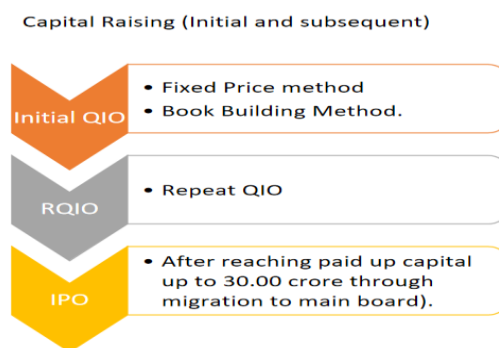 Capital Raising (Initial and subsequent)
Initial QIO
• Fixed Price method
• Book Building Method.
RQIO
• Repeat QIO
IPO
• After reaching paid up capital
up to 30.00 crore through
migration to main board).